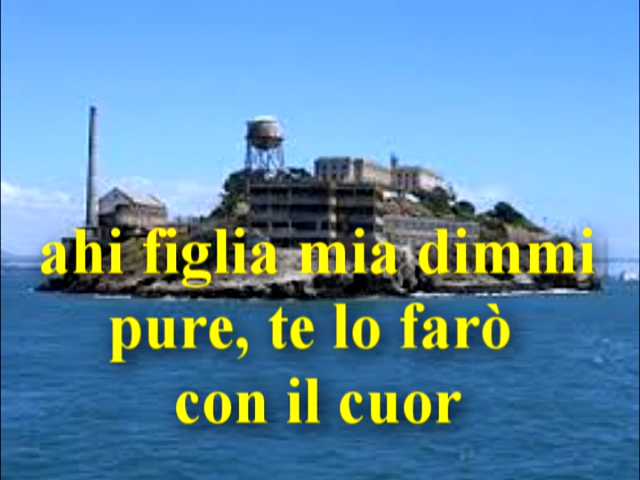 ahi figlia mia dimmi
pure, te lo farò
con il cuor